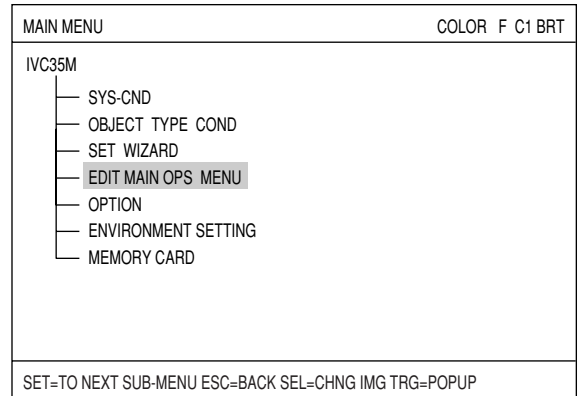 MAIN MENU COLOR F C1 BRT
IVC35M
SYS-CND
OBJECT TYPE COND
SET WIZARD
EDIT MAIN OPS MENU
OPTION
ENVIRONMENT SETTING
MEMORY CARD
SET=TO NEXT SUB-MENU ESC=BACK SEL=CHNG IMG TRG=POPUP